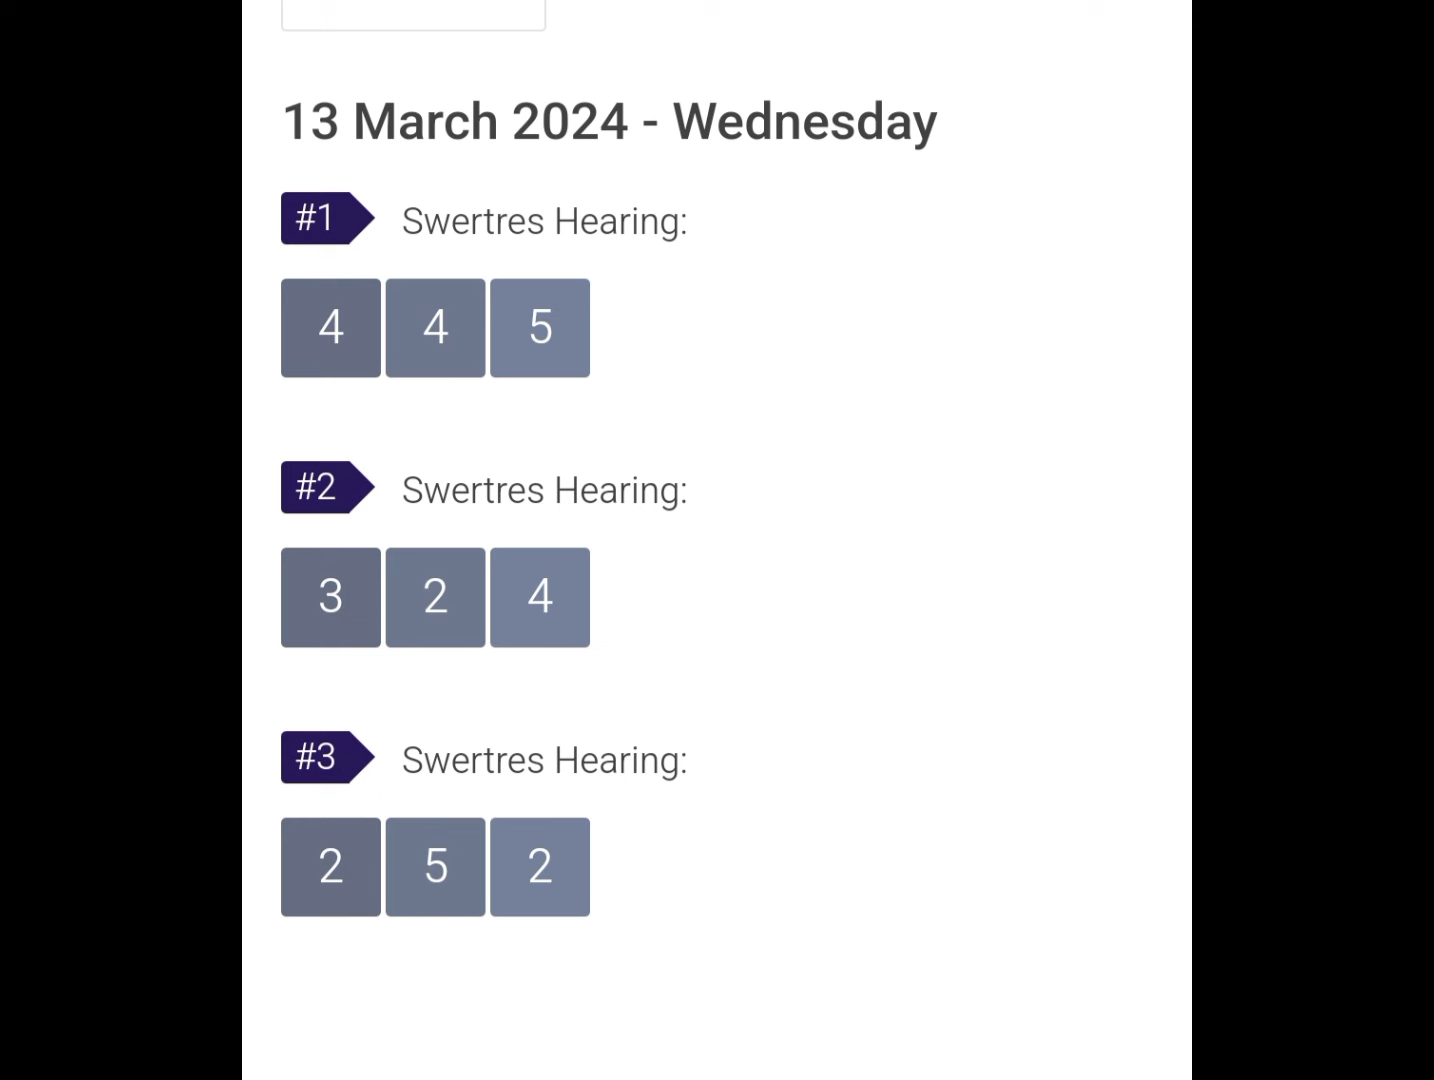 13 March 2024 - Wednesday
#1 Swertres Hearing:
4 4 5
#2 Swertres Hearing:
3 2 4
#3 Swertres Hearing:
2 5 2